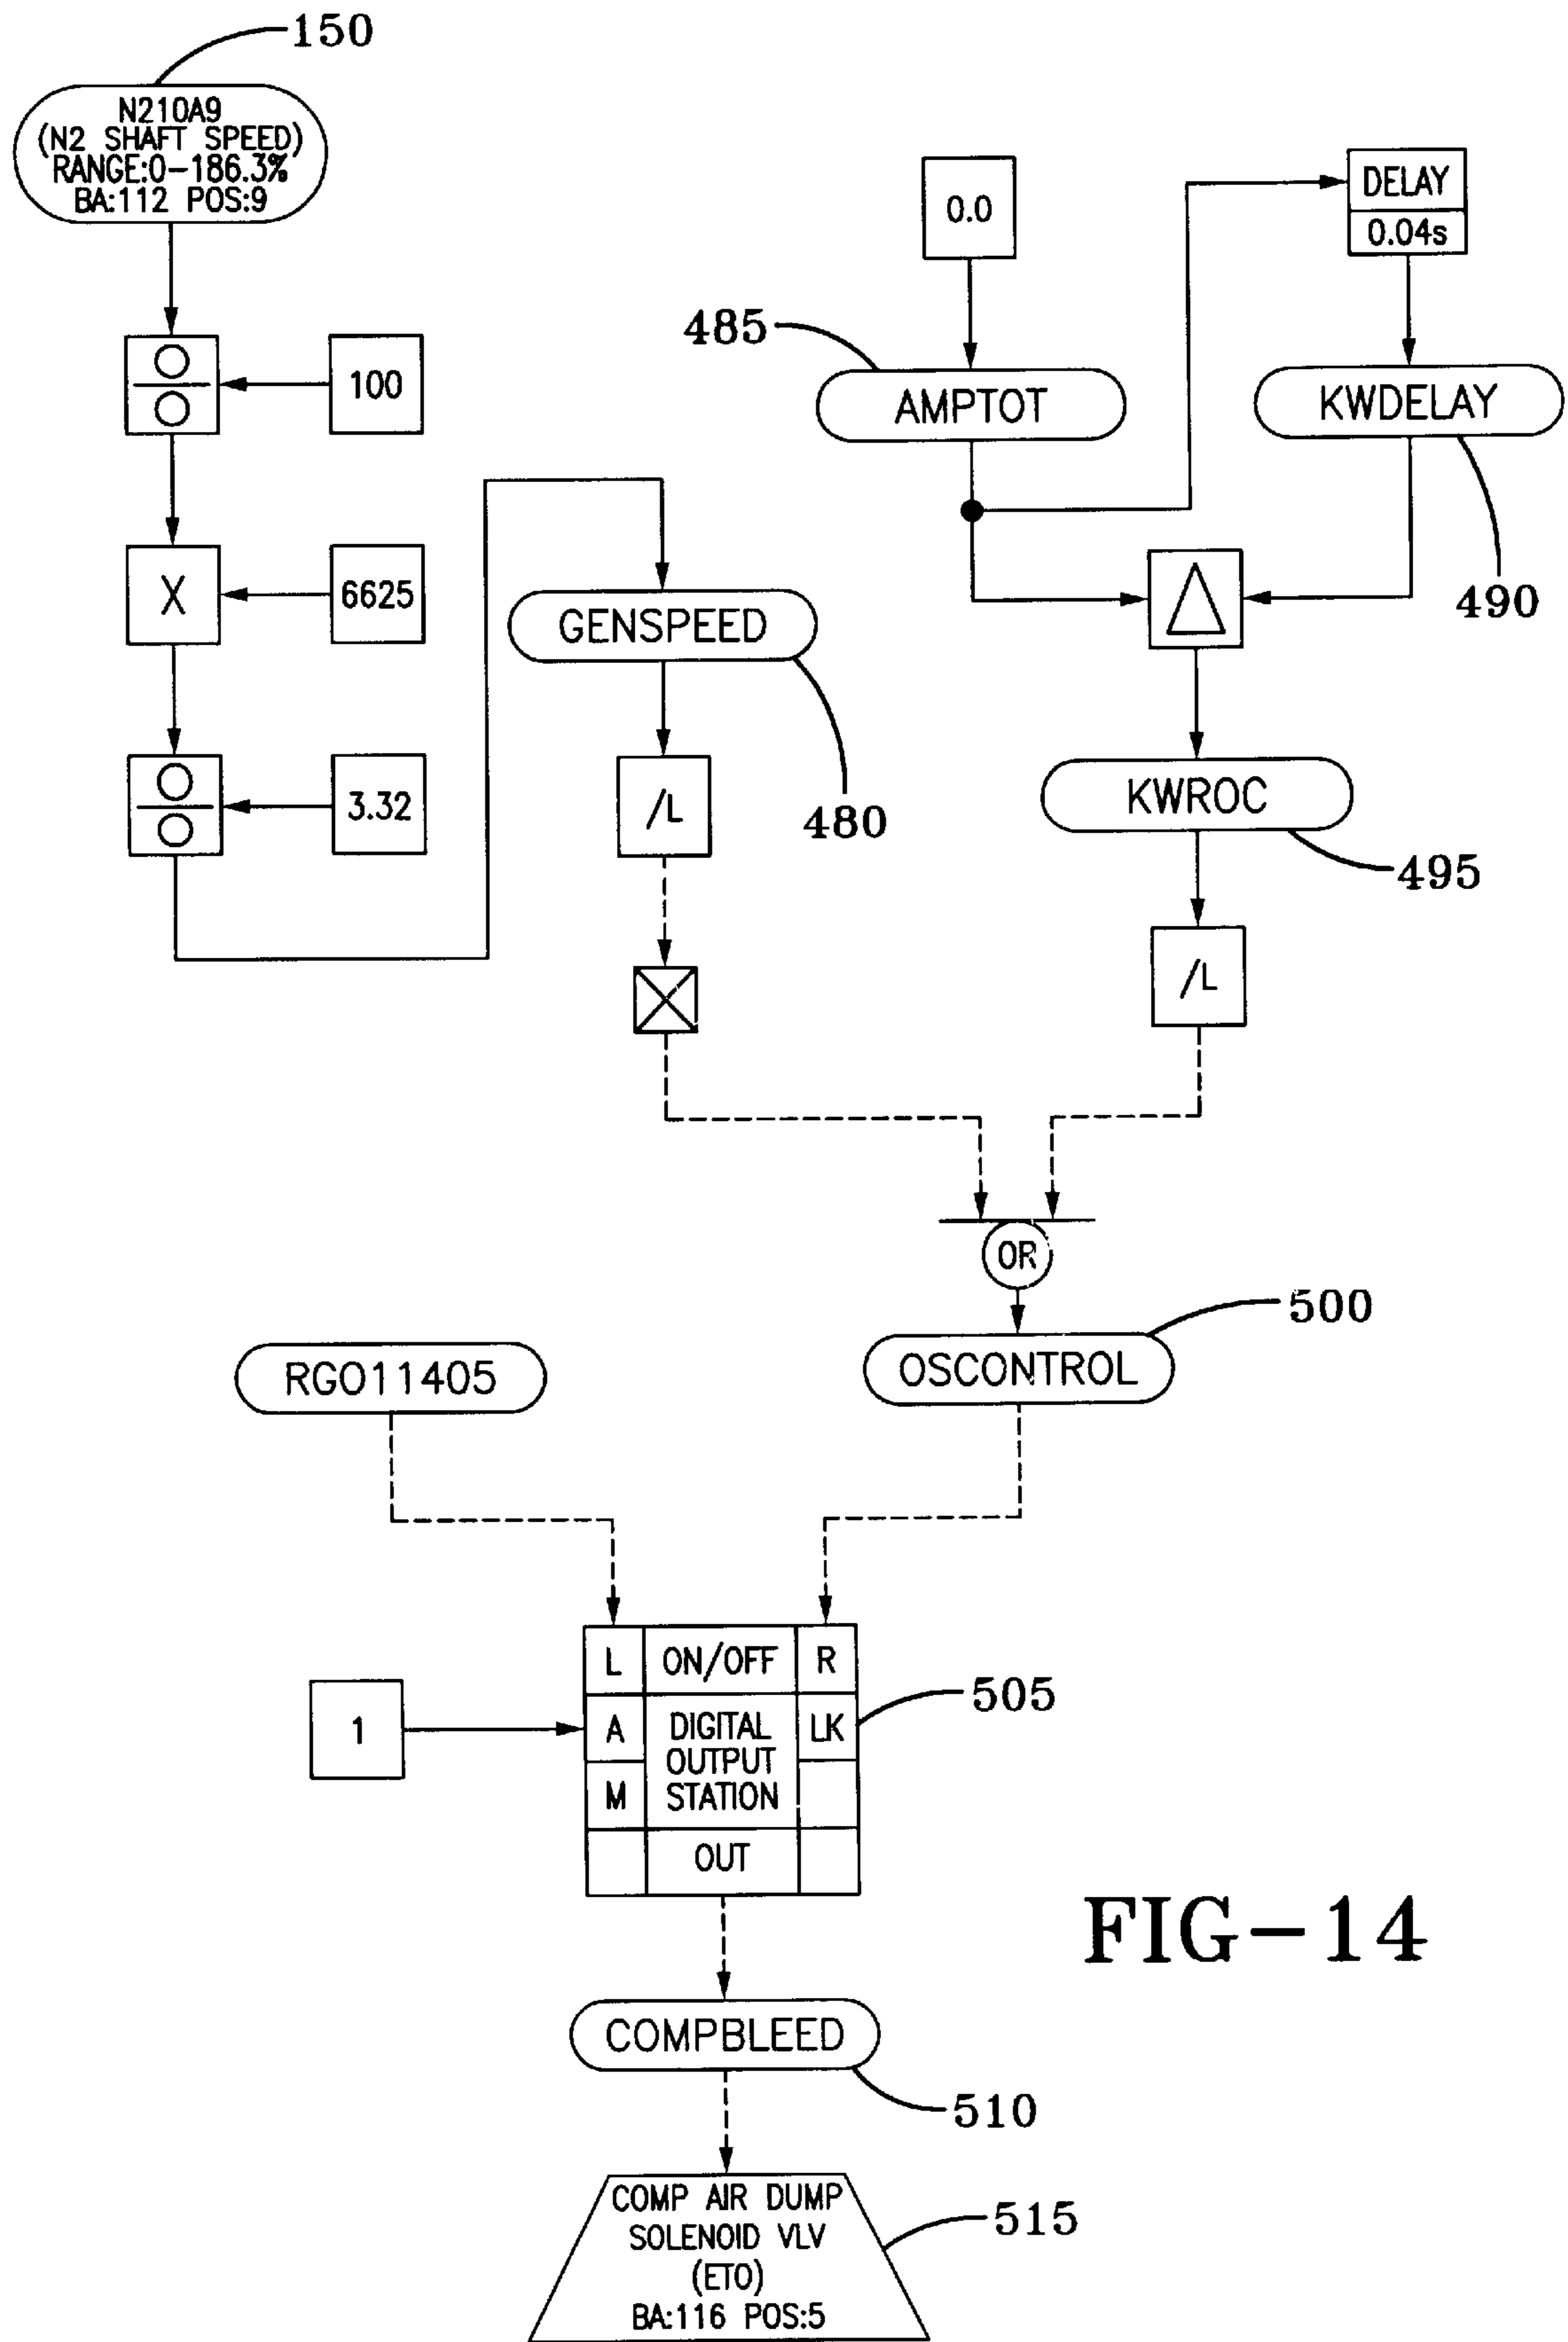 150
N210A9
(N2 SHAFT SPEED)
RANGE:0-186.3%
BA:112 POS:9
0.0
DELAY
0.04s
485
100
AMPTOT
KWDELAY
X
6625
GENSPEED
490
3.32
/L
480
KWROC
495
/L
OR
500
RGO11405
OSCONTROL
L
ON/OFF
R
505
1
A
DIGITAL
OUTPUT
STATION
LK
M
OUT
FIG-14
COMPBLEED
510
COMP AIR DUMP
SOLENOID VLV
(ETO)
BA:116 POS:5
515